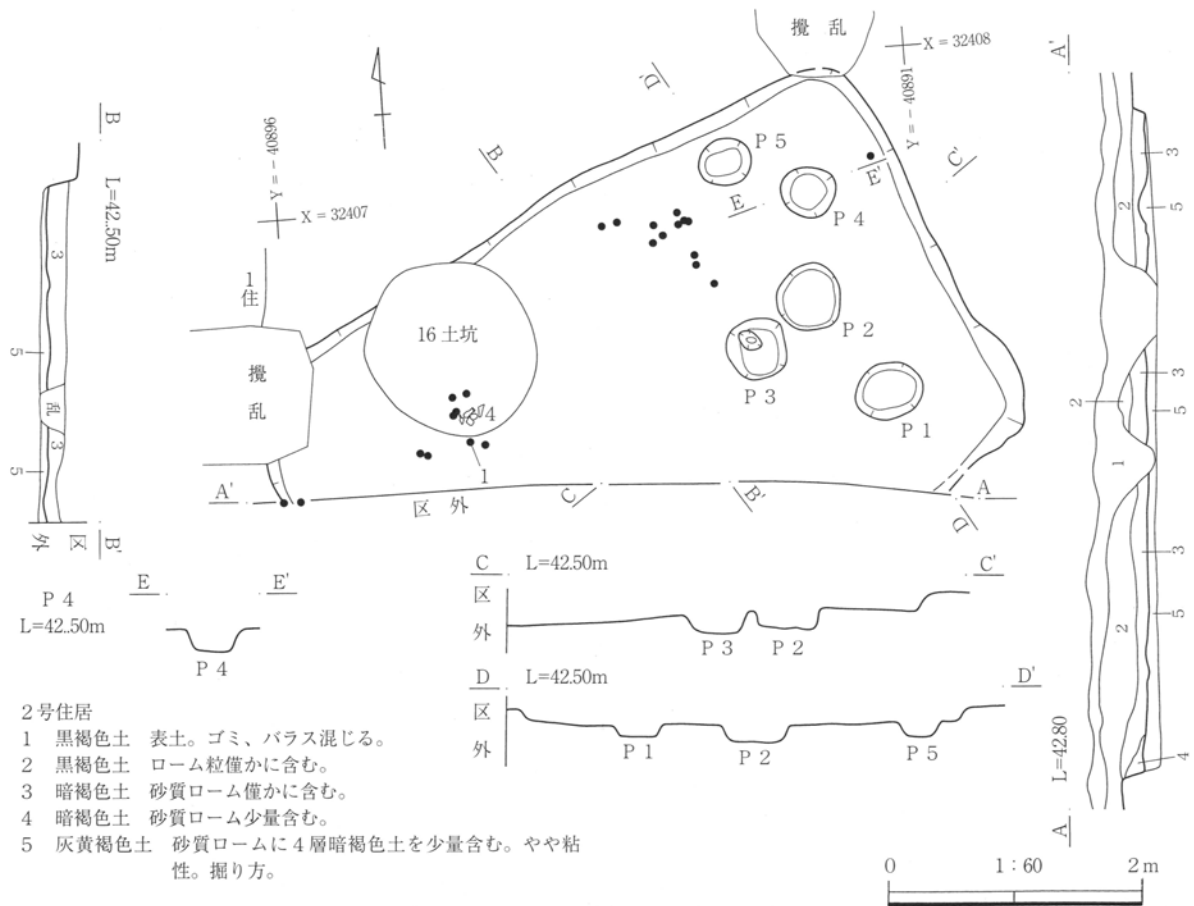 攪乱
X = 32408
Y = − 40891
A'
D'
B
B
L=42..50m
Y = − 40896
X = 32407
P 5
E'
C'
E
P 4
3
2
5
3
1
住
16土坑
P 2
攪
乱
P 3
P 1
4
1
5
乱
3
5
3
2
5
1
A'
区 外
C
B'
A
D
区
外
B'
E
E'
P 4
L=42..50m
P 4
C
L=42.50m
C'
区
外
P 3
P 2
D
L=42.50m
D'
区
外
P 1
P 2
P 5
3
2
5
L=42.80
4
A
2号住居
1 黒褐色土 表土。ゴミ、バラス混じる。
2 黒褐色土 ローム粒僅かに含む。
3 暗褐色土 砂質ローム僅かに含む。
4 暗褐色土 砂質ローム少量含む。
5 灰黄褐色土 砂質ロームに４層暗褐色土を少量含む。やや粘
性。掘り方。
0
1：60
2 m